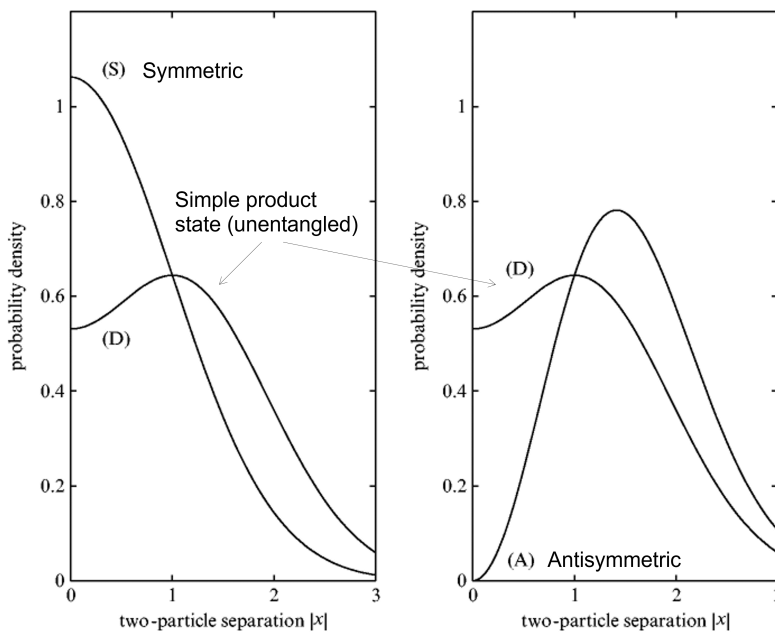 (S) Symmetric
1
0.8
0.6
0.4
0.2
0
probability density
Simple product
state (unentangled)
(D)
0 1 2 3
two-particle separation |x|
1
0.8
0.6
0.4
0.2
0
probability density
(D)
(A) Antisymmetric
0 1 2 3
two-particle separation |x|